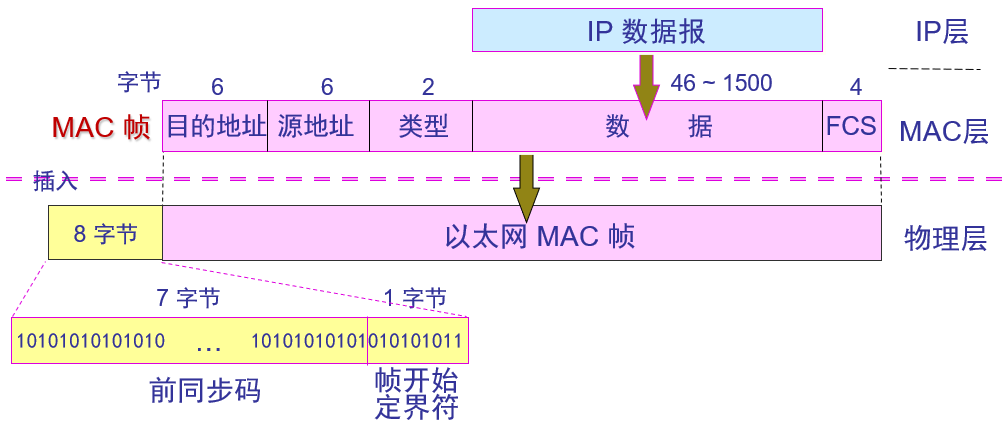 IP 数据报
IP层
字节 6 6 2 46 ~ 1500 4
MAC 帧 目的地址 源地址 类型 数 据 FCS MAC层
插入
8 字节 以太网 MAC 帧 物理层
7 字节 1 字节
10101010101010 … 10101010101010101011
前同步码
帧开始
定界符